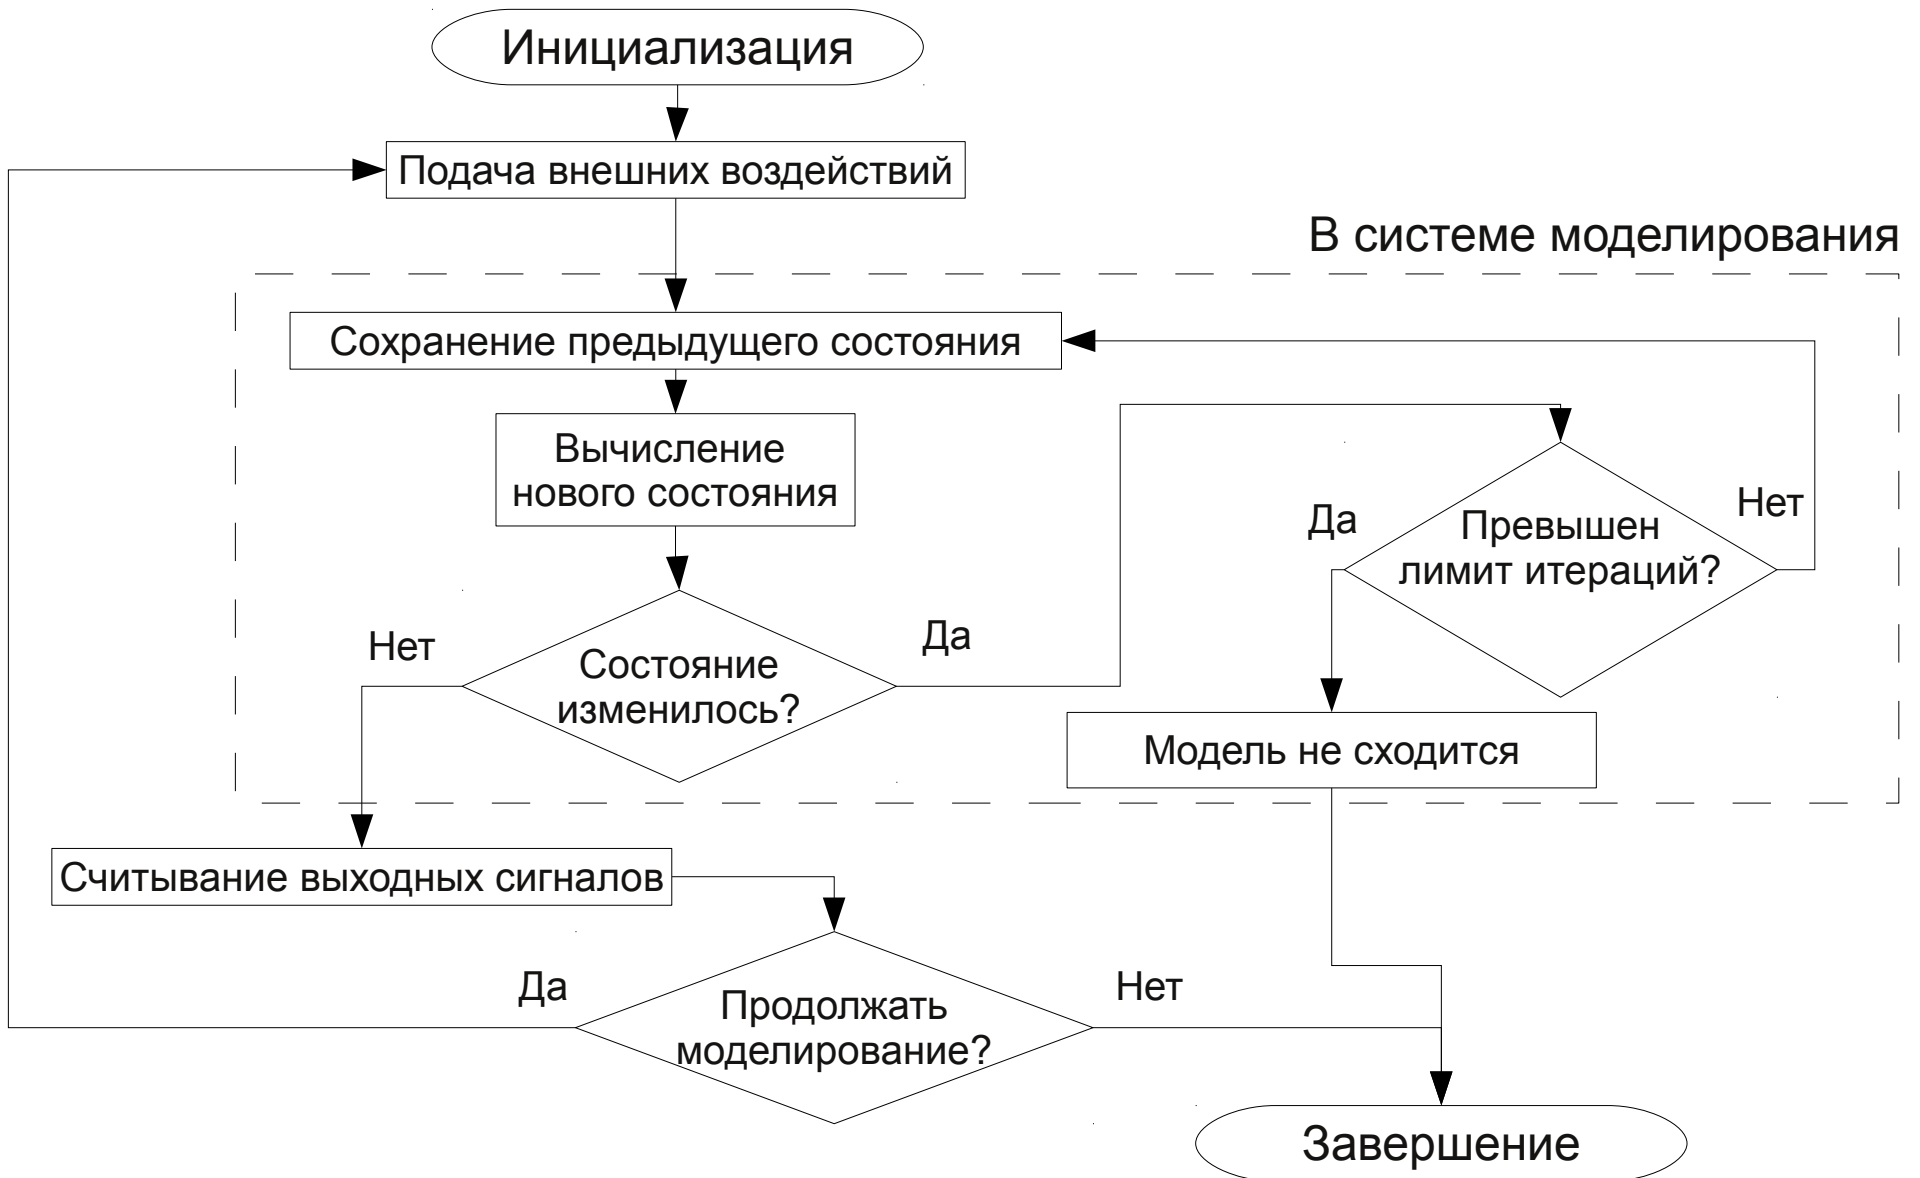 Инициализация
Подача внешних воздействий
В системе моделирования
Сохранение предыдущего состояния
Вычисление
нового состояния
Да
Превышен
лимит итераций?
Нет
Нет
Состояние
изменилось?
Да
Модель не сходится
Считывание выходных сигналов
Да
Продолжать
моделирование?
Нет
Завершение